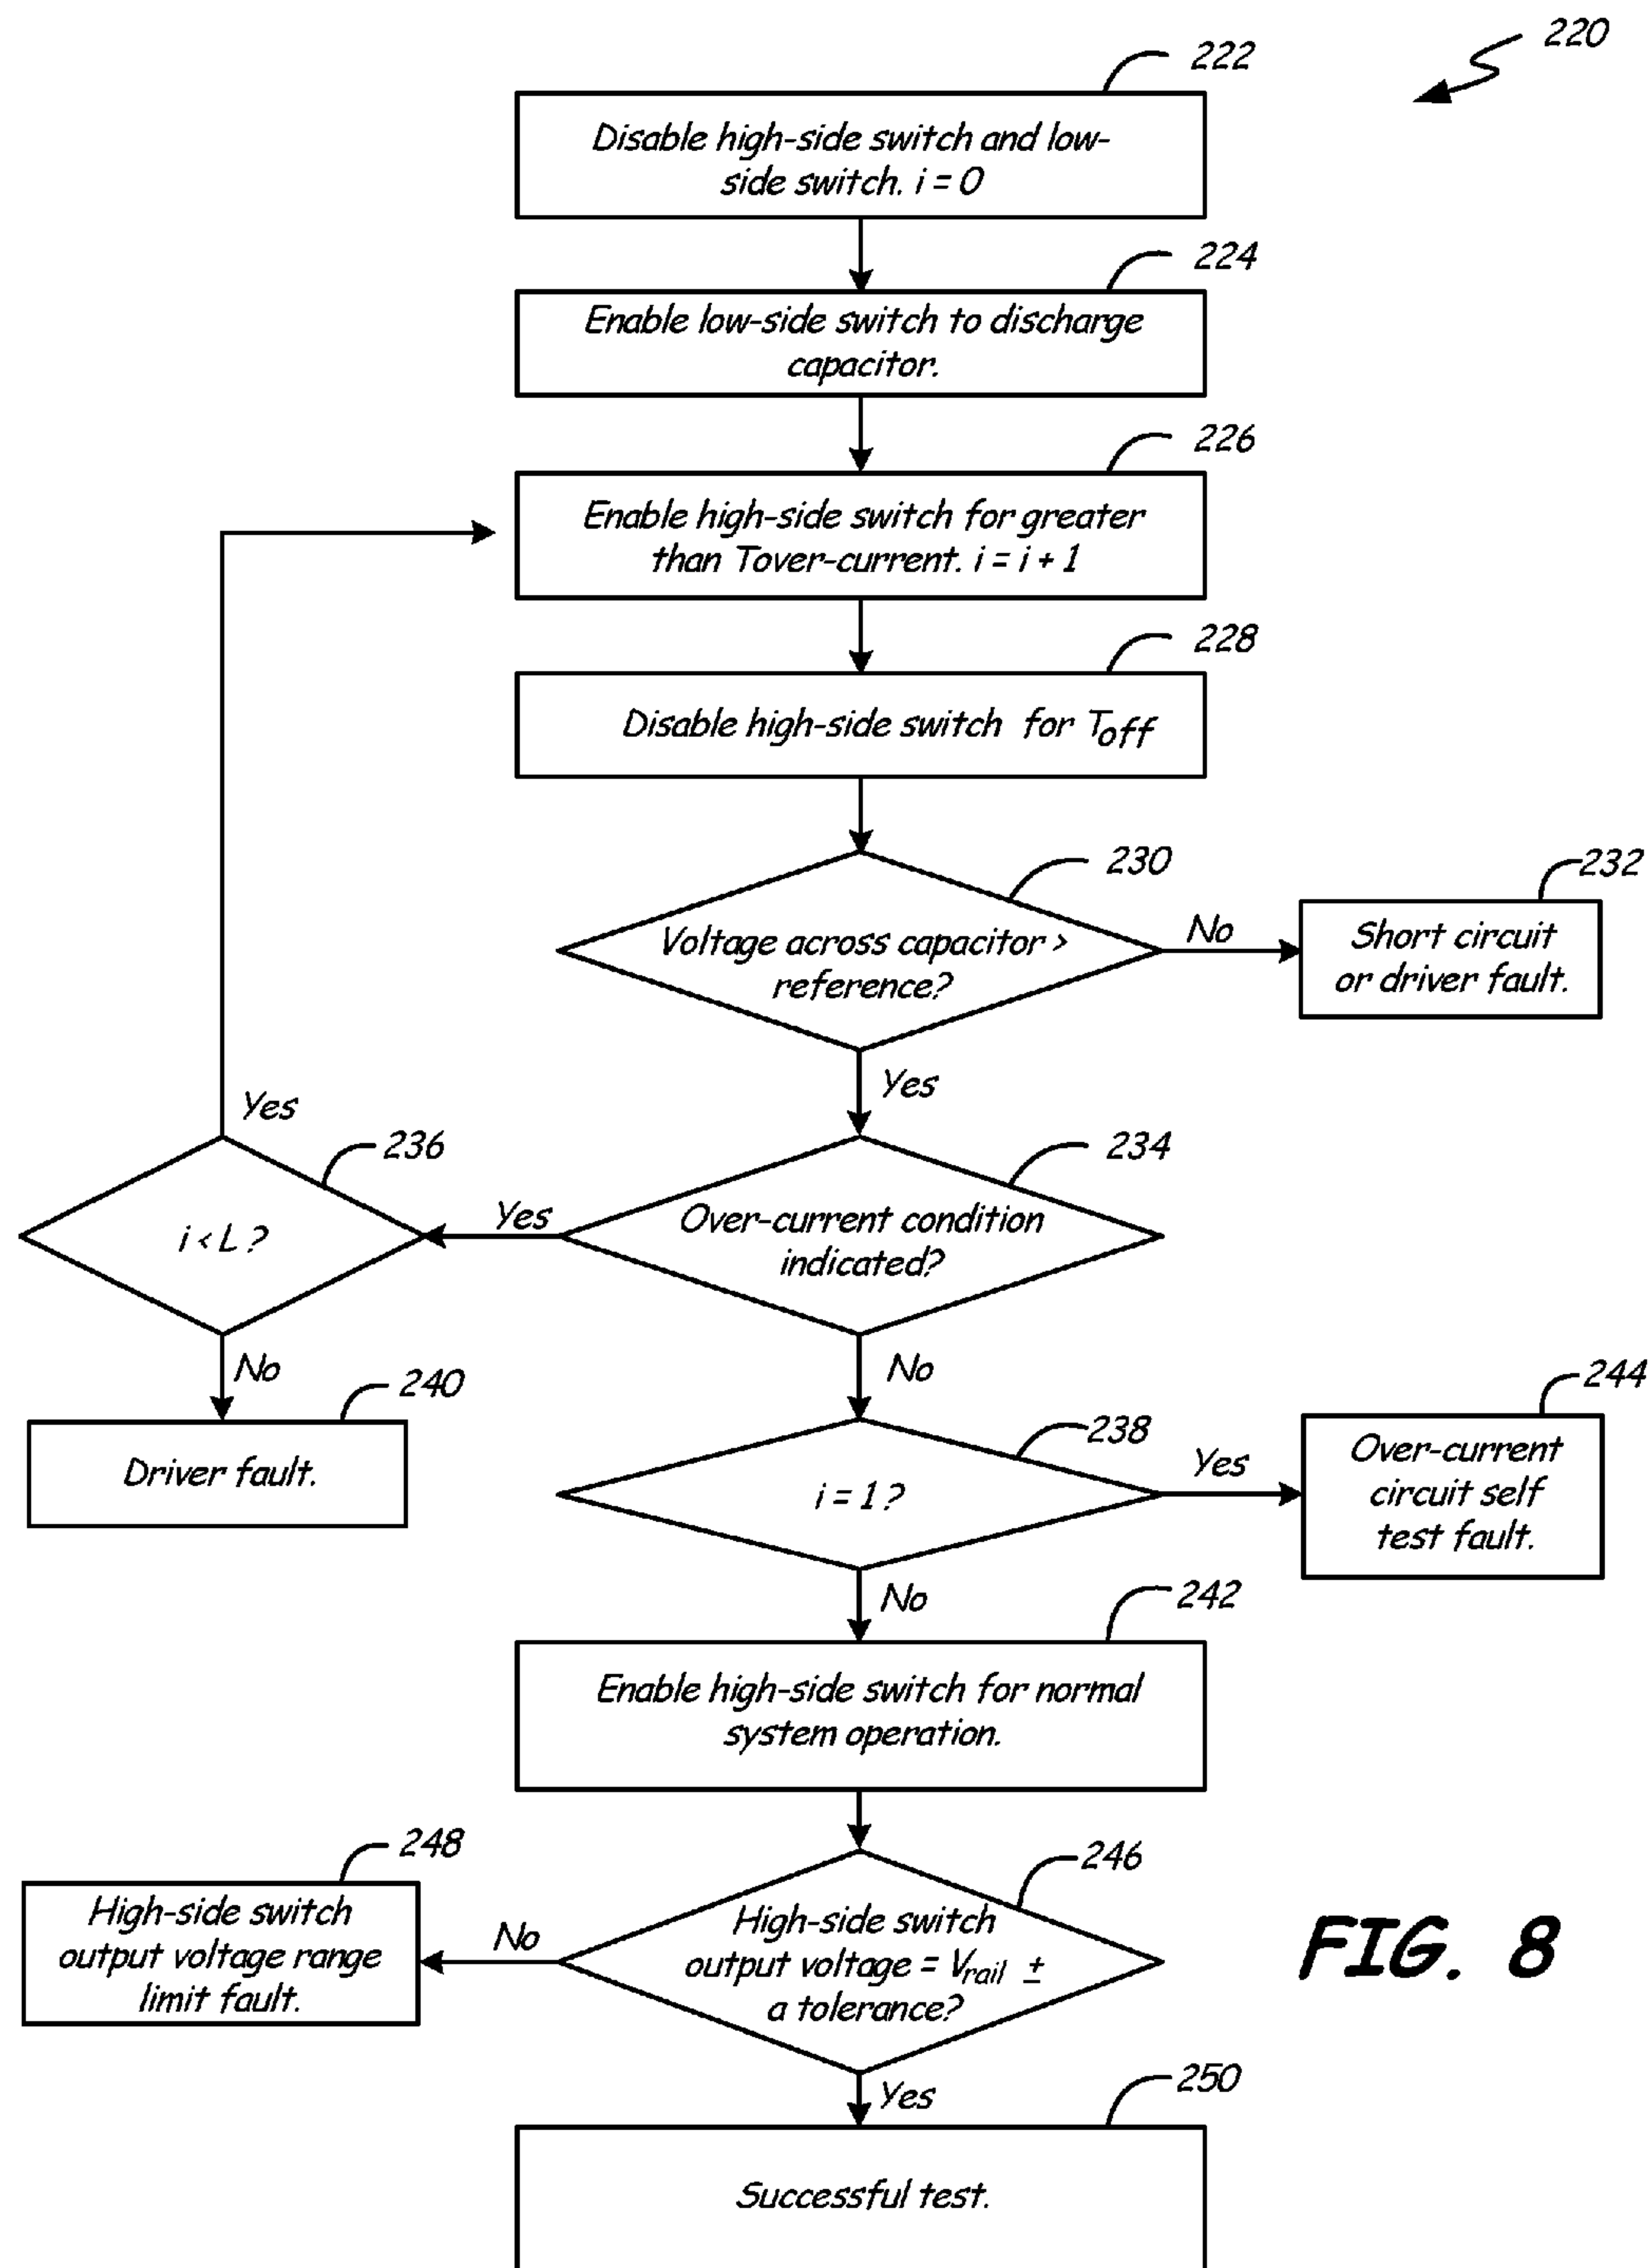 220
222
Disable high-side switch and low-
side switch. i = 0
224
Enable low-side switch to discharge
capacitor.
226
Enable high-side switch for greater
than Tover-current. i = i + 1
228
Disable high-side switch for Toff
230
Voltage across capacitor >
reference?
No
232
Short circuit
or driver fault.
Yes
234
Over-current condition
indicated?
Yes
236
i < L ?
Yes
No
240
Driver fault.
No
238
i = 1 ?
Yes
244
Over-current
circuit self
test fault.
No
242
Enable high-side switch for normal
system operation.
246
High-side switch
output voltage = Vrail ±
a tolerance?
No
248
High-side switch
output voltage range
limit fault.
Yes
250
Successful test.
FIG. 8